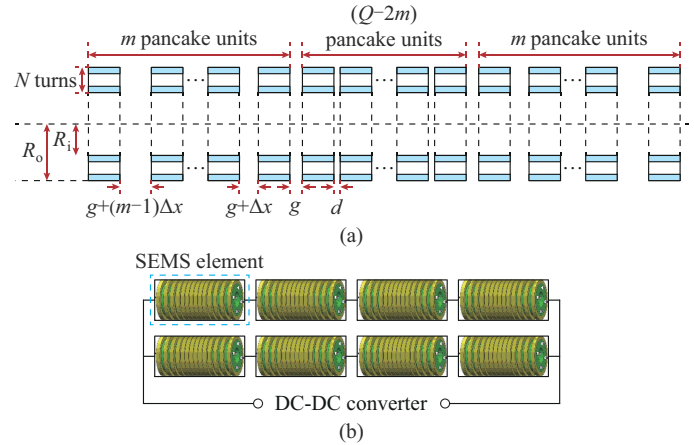 (Q−2m)
m pancake units
pancake units
m pancake units
N turns
R_o
R_i
g+(m−1)Δx
g+Δx
g
d
(a)
SEMS element
DC-DC converter
(b)